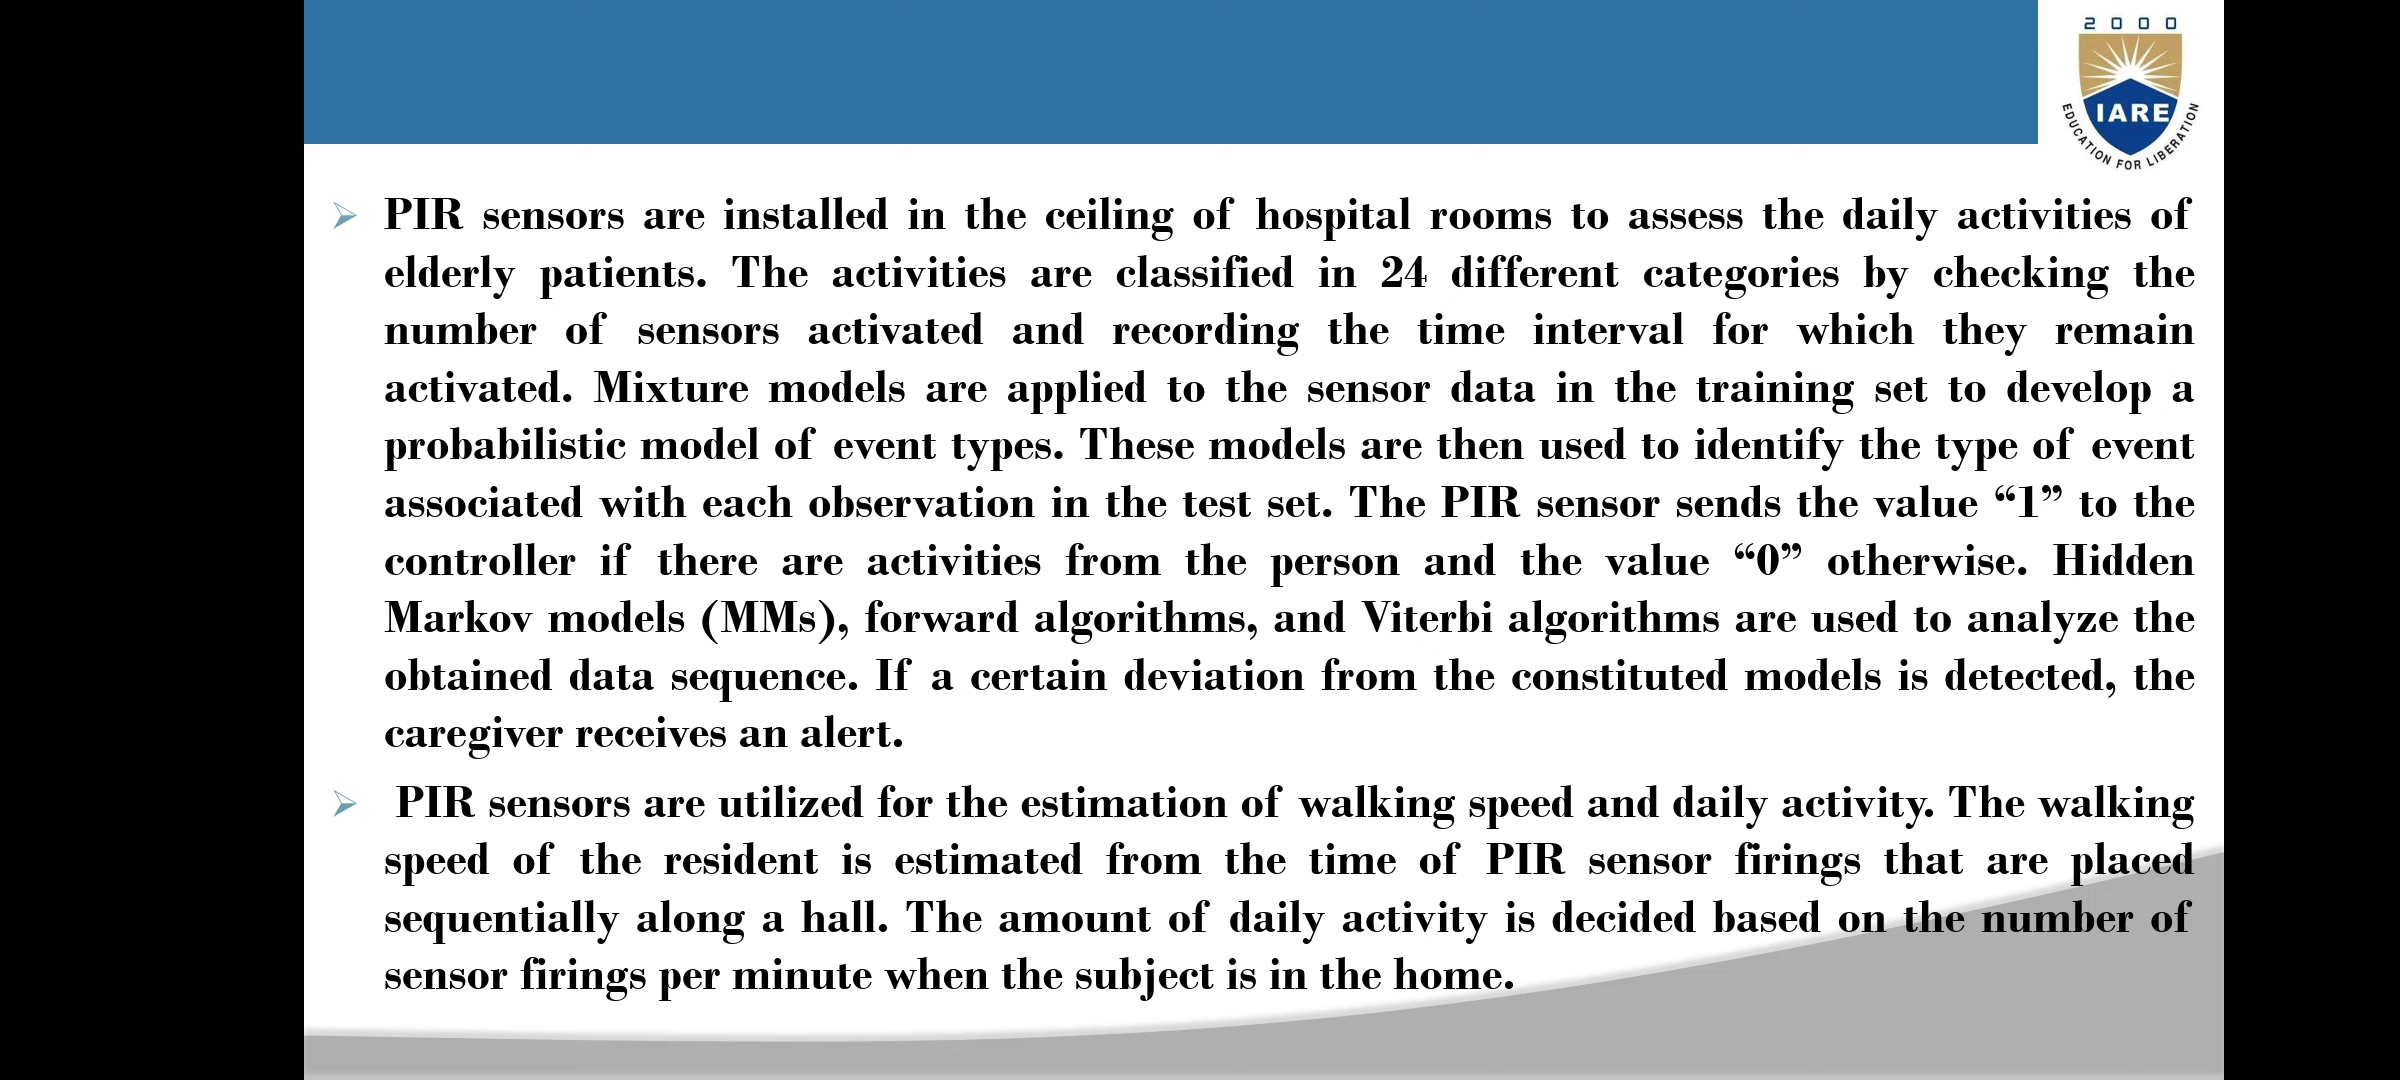 2000
IARE
EDUCATION FOR LIBERATION
PIR sensors are installed in the ceiling of hospital rooms to assess the daily activities of
elderly patients. The activities are classified in 24 different categories by checking the
number of sensors activated and recording the time interval for which they remain
activated. Mixture models are applied to the sensor data in the training set to develop a
probabilistic model of event types. These models are then used to identify the type of event
associated with each observation in the test set. The PIR sensor sends the value “1” to the
controller if there are activities from the person and the value “0” otherwise. Hidden
Markov models (MMs), forward algorithms, and Viterbi algorithms are used to analyze the
obtained data sequence. If a certain deviation from the constituted models is detected, the
caregiver receives an alert.
PIR sensors are utilized for the estimation of walking speed and daily activity. The walking
speed of the resident is estimated from the time of PIR sensor firings that are placed
sequentially along a hall. The amount of daily activity is decided based on the number of
sensor firings per minute when the subject is in the home.